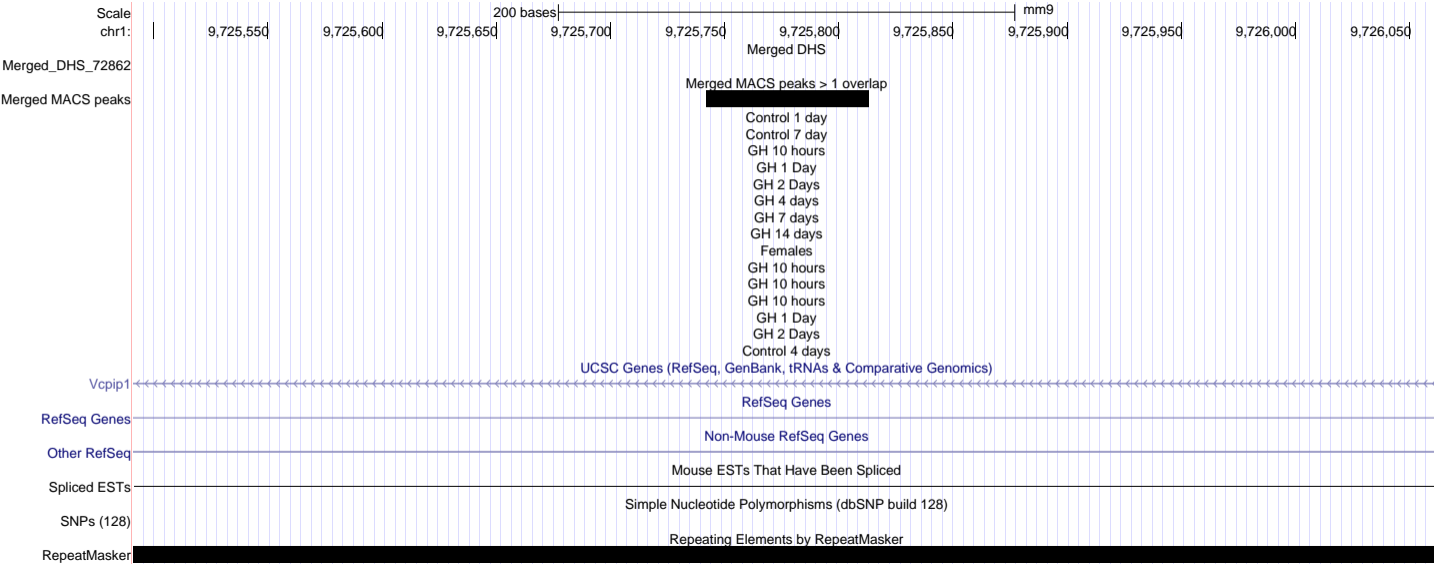 Scale 200 bases mm9
chr1: 9,725,550 9,725,600 9,725,650 9,725,700 9,725,750 9,725,800 9,725,850 9,725,900 9,725,950 9,726,000 9,726,050
Merged DHS
Merged_DHS_72862
Merged MACS peaks > 1 overlap
Merged MACS peaks
Control 1 day
Control 7 day
GH 10 hours
GH 1 Day
GH 2 Days
GH 4 days
GH 7 days
GH 14 days
Females
GH 10 hours
GH 10 hours
GH 10 hours
GH 1 Day
GH 2 Days
Control 4 days
UCSC Genes (RefSeq, GenBank, tRNAs & Comparative Genomics)
Vcpip1
RefSeq Genes
RefSeq Genes
Non-Mouse RefSeq Genes
Other RefSeq
Mouse ESTs That Have Been Spliced
Spliced ESTs
Simple Nucleotide Polymorphisms (dbSNP build 128)
SNPs (128)
Repeating Elements by RepeatMasker
RepeatMasker